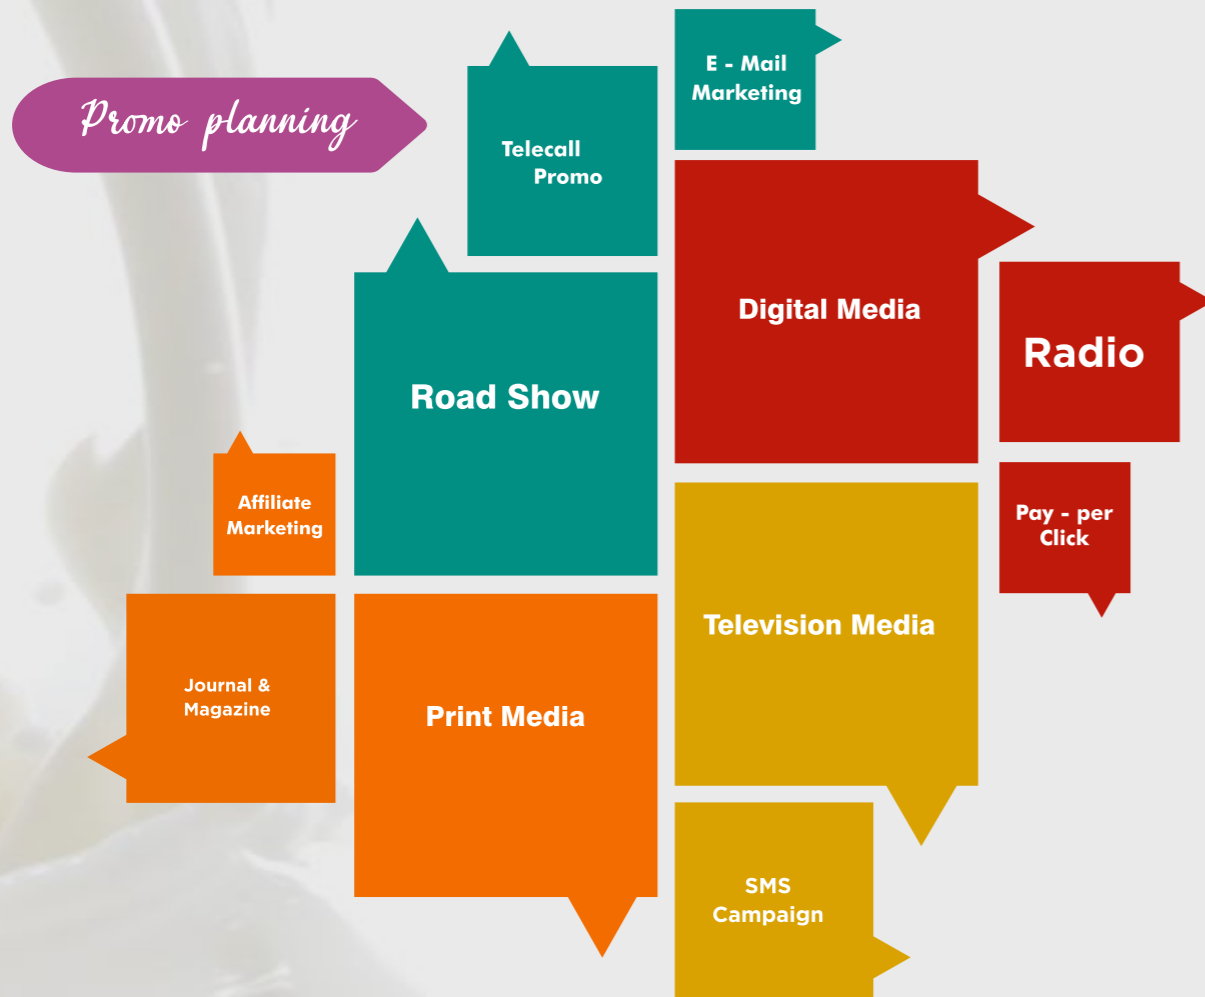 Promo planning
E - Mail
Marketing
Telecall
Promo
Digital Media
Radio
Road Show
Affiliate
Marketing
Pay - per
Click
Television Media
Journal &
Magazine
Print Media
SMS
Campaign